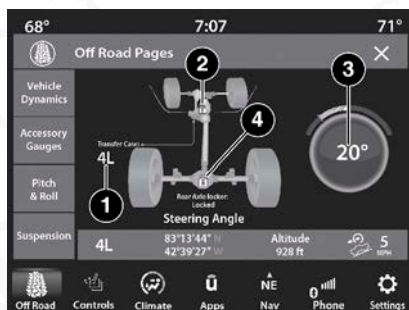 68° 7:07 71°
Off Road Pages
2
3
Vehicle
Dynamics
Accessory
Gauges
4
Transfer Case:
4L
20°
1
Rear Axle locker:
Locked
Pitch
& Roll
Steering Angle
Suspension
4L
83°13'44" N
42°39'27" W
Altitude
928 ft
5
MPH
Off Road Controls Climate Apps NE Nav Phone Settings